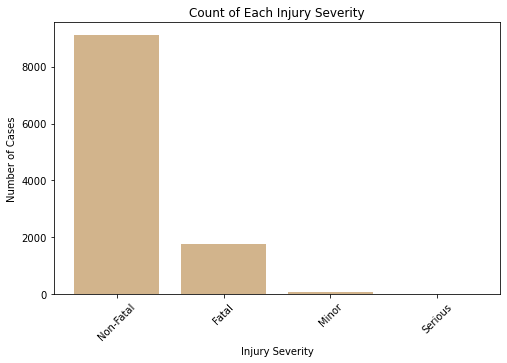 Count of Each Injury Severity
Number of Cases
8000
6000
4000
2000
0
Non-Fatal
Fatal
Minor
Serious
Injury Severity